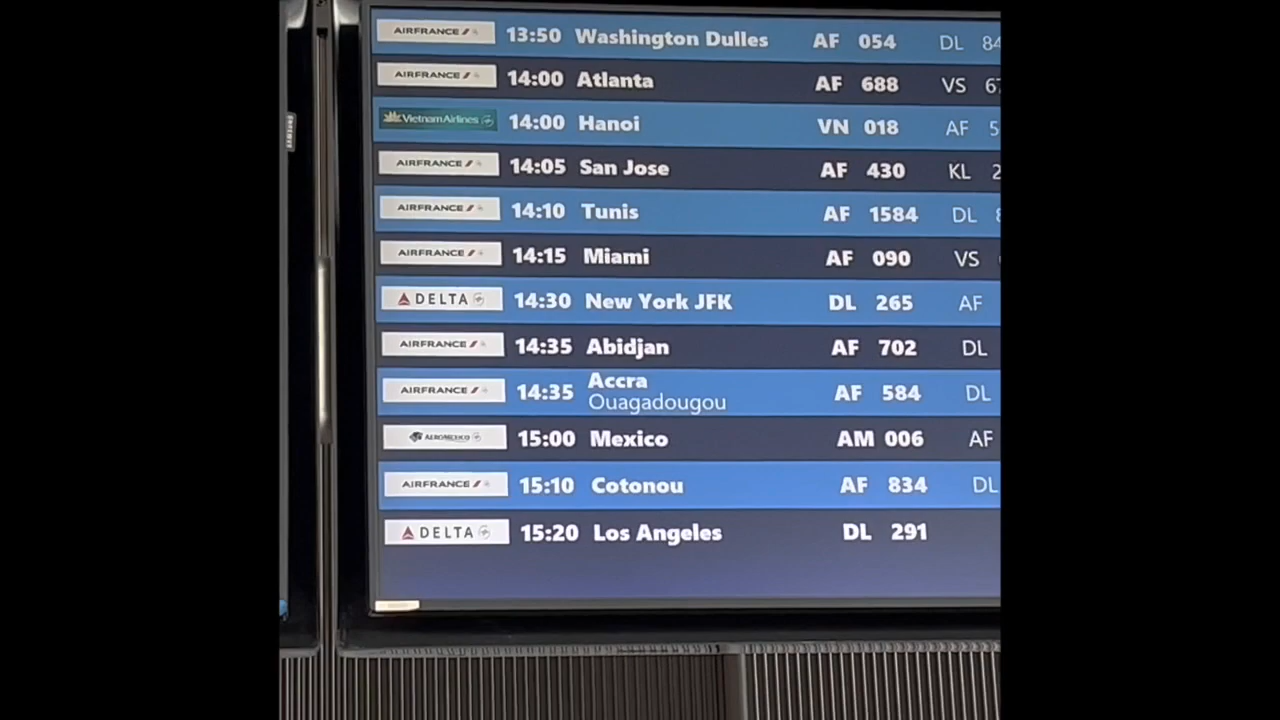 AIRFRANCE 13:50 Washington Dulles AF 054 DL 84
AIRFRANCE 14:00 Atlanta AF 688 VS
VietnamAirlines 14:00 Hanoi VN 018 AF 5
AIRFRANCE 14:05 San Jose AF 430 KL 2
AIRFRANCE 14:10 Tunis AF 1584 DL
AIRFRANCE 14:15 Miami AF 090 VS
DELTA 14:30 New York JFK DL 265 AF
AIRFRANCE 14:35 Abidjan AF 702 DL
AIRFRANCE 14:35 Accra AF 584 DL
Ouagadougou
AEROMEXICO 15:00 Mexico AM 006 AF
AIRFRANCE 15:10 Cotonou AF 834 DL
DELTA 15:20 Los Angeles DL 291